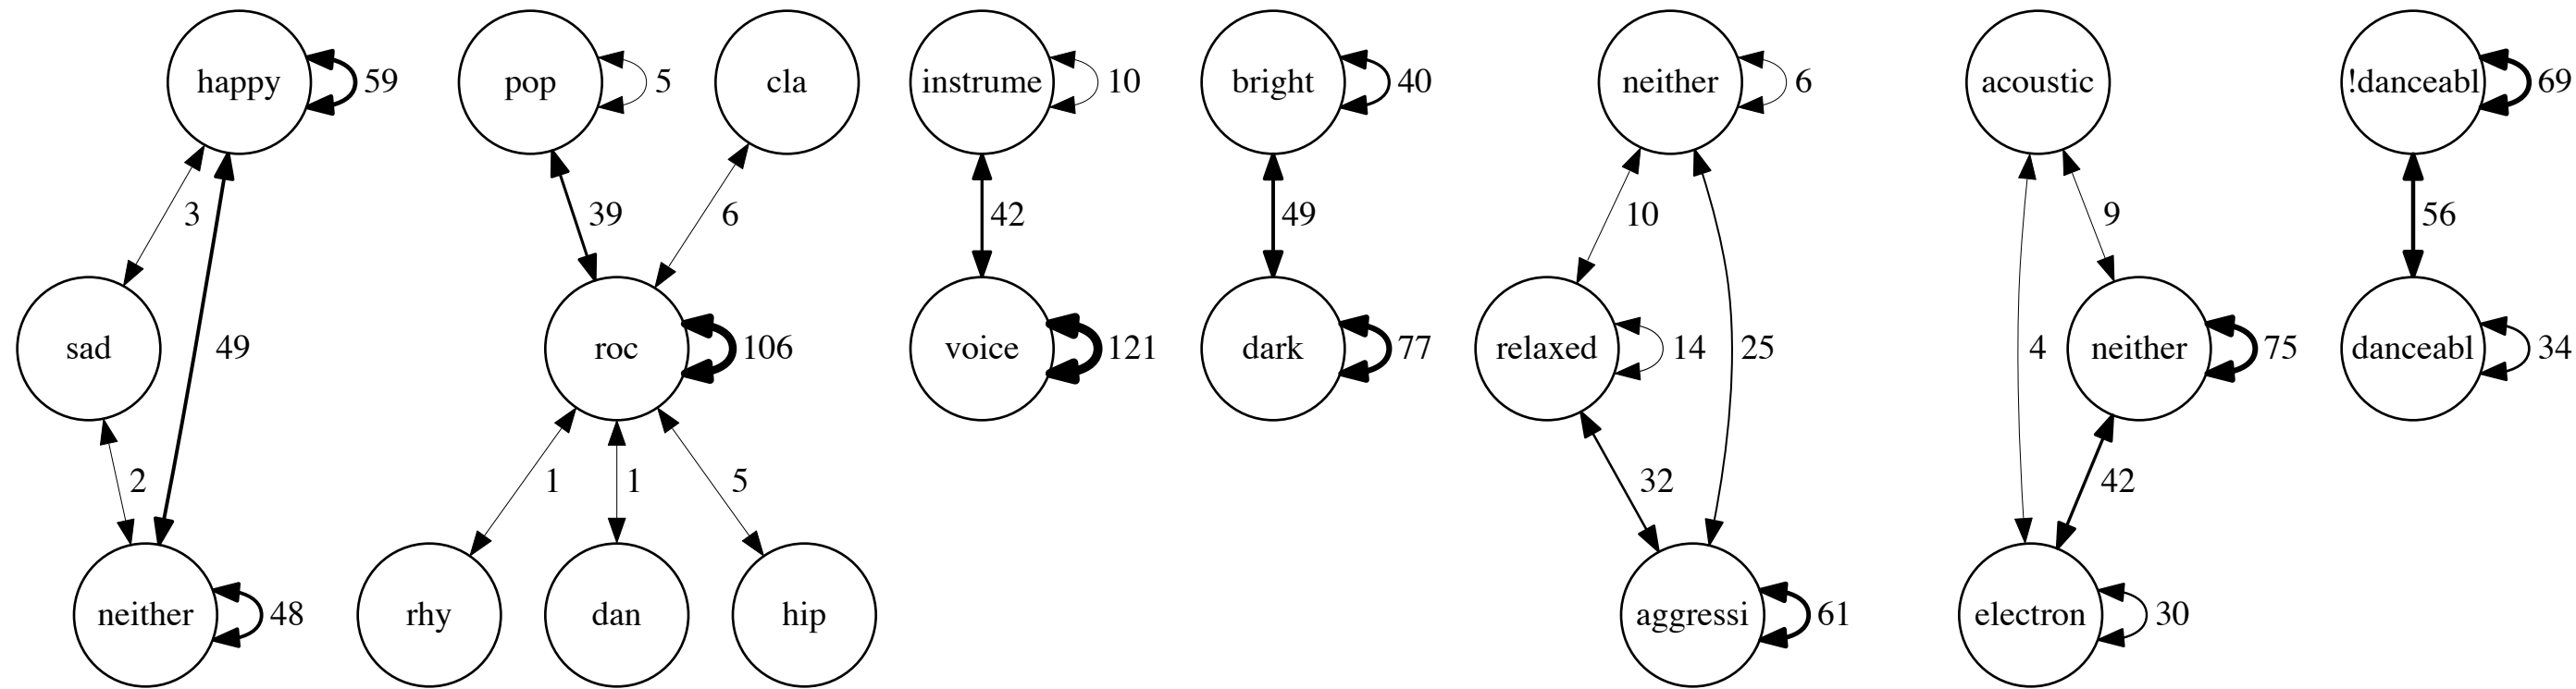 happy 59 pop 5 cla instrume 10 bright 40 neither 6 acoustic !danceabl 69
3 39 6 42 49 10 9 56
sad 49 roc 106 voice 121 dark 77 relaxed 14 25 4 neither 75 danceabl 34
2 1 1 5 32 42
neither 48 rhy dan hip aggressi 61 electron 30